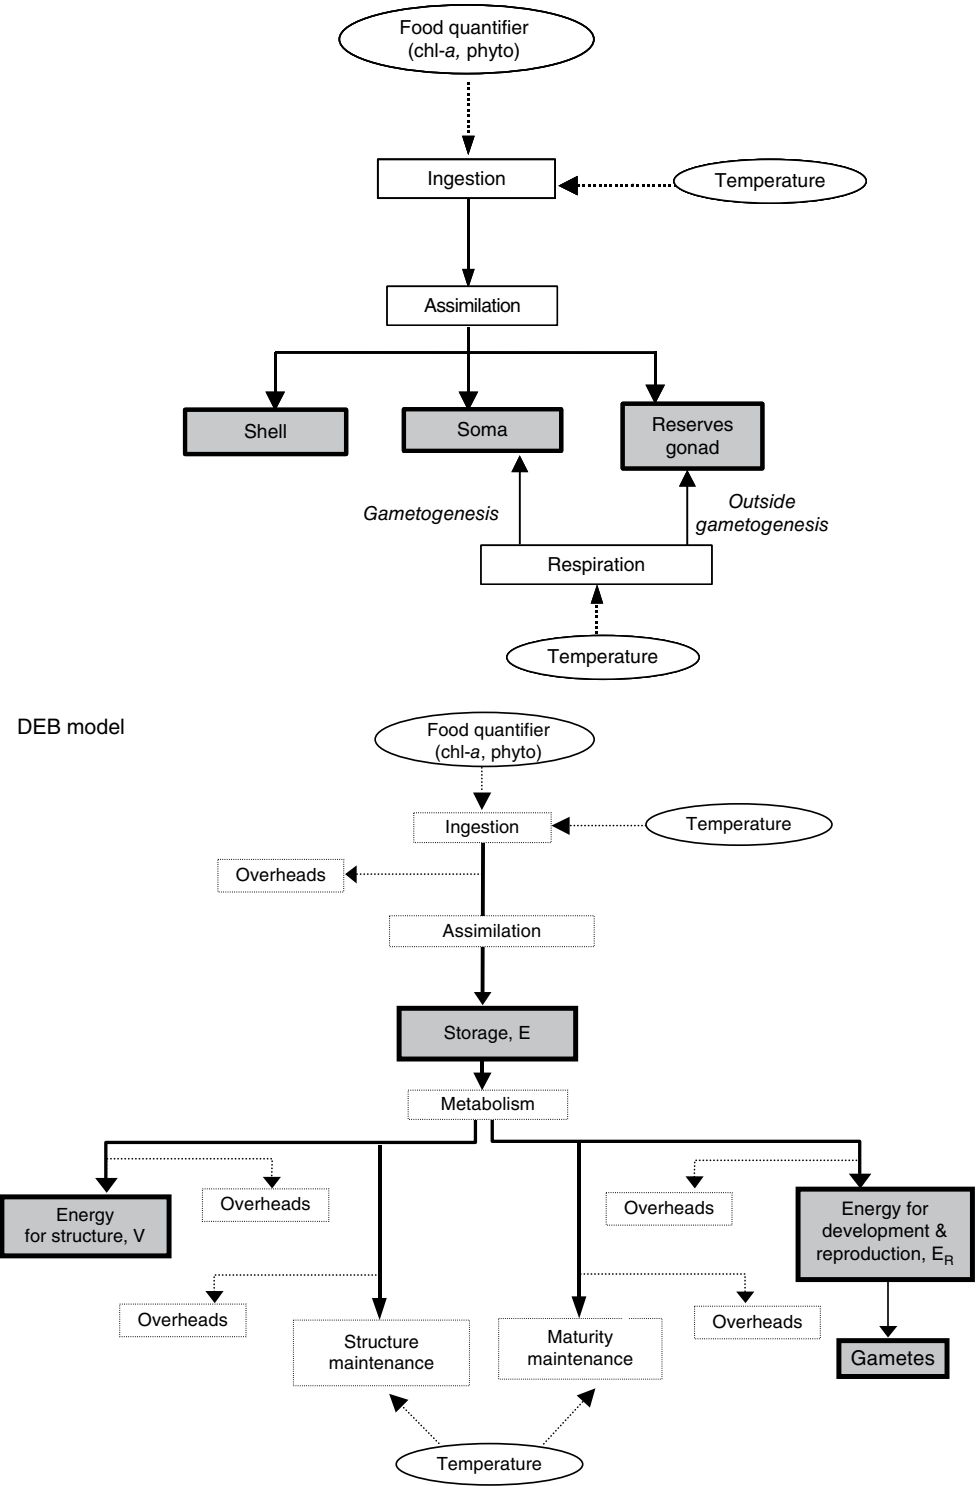 Food quantifier
(chl-a, phyto)
Ingestion
Temperature
Assimilation
Shell
Soma
Reserves
gonad
Gametogenesis
Outside
gametogenesis
Respiration
Temperature
DEB model
Food quantifier
(chl-a, phyto)
Ingestion
Temperature
Overheads
Assimilation
Storage, E
Metabolism
Energy
for structure, V
Overheads
Overheads
Energy for
development &
reproduction, E_R
Overheads
Structure
maintenance
Maturity
maintenance
Overheads
Gametes
Temperature